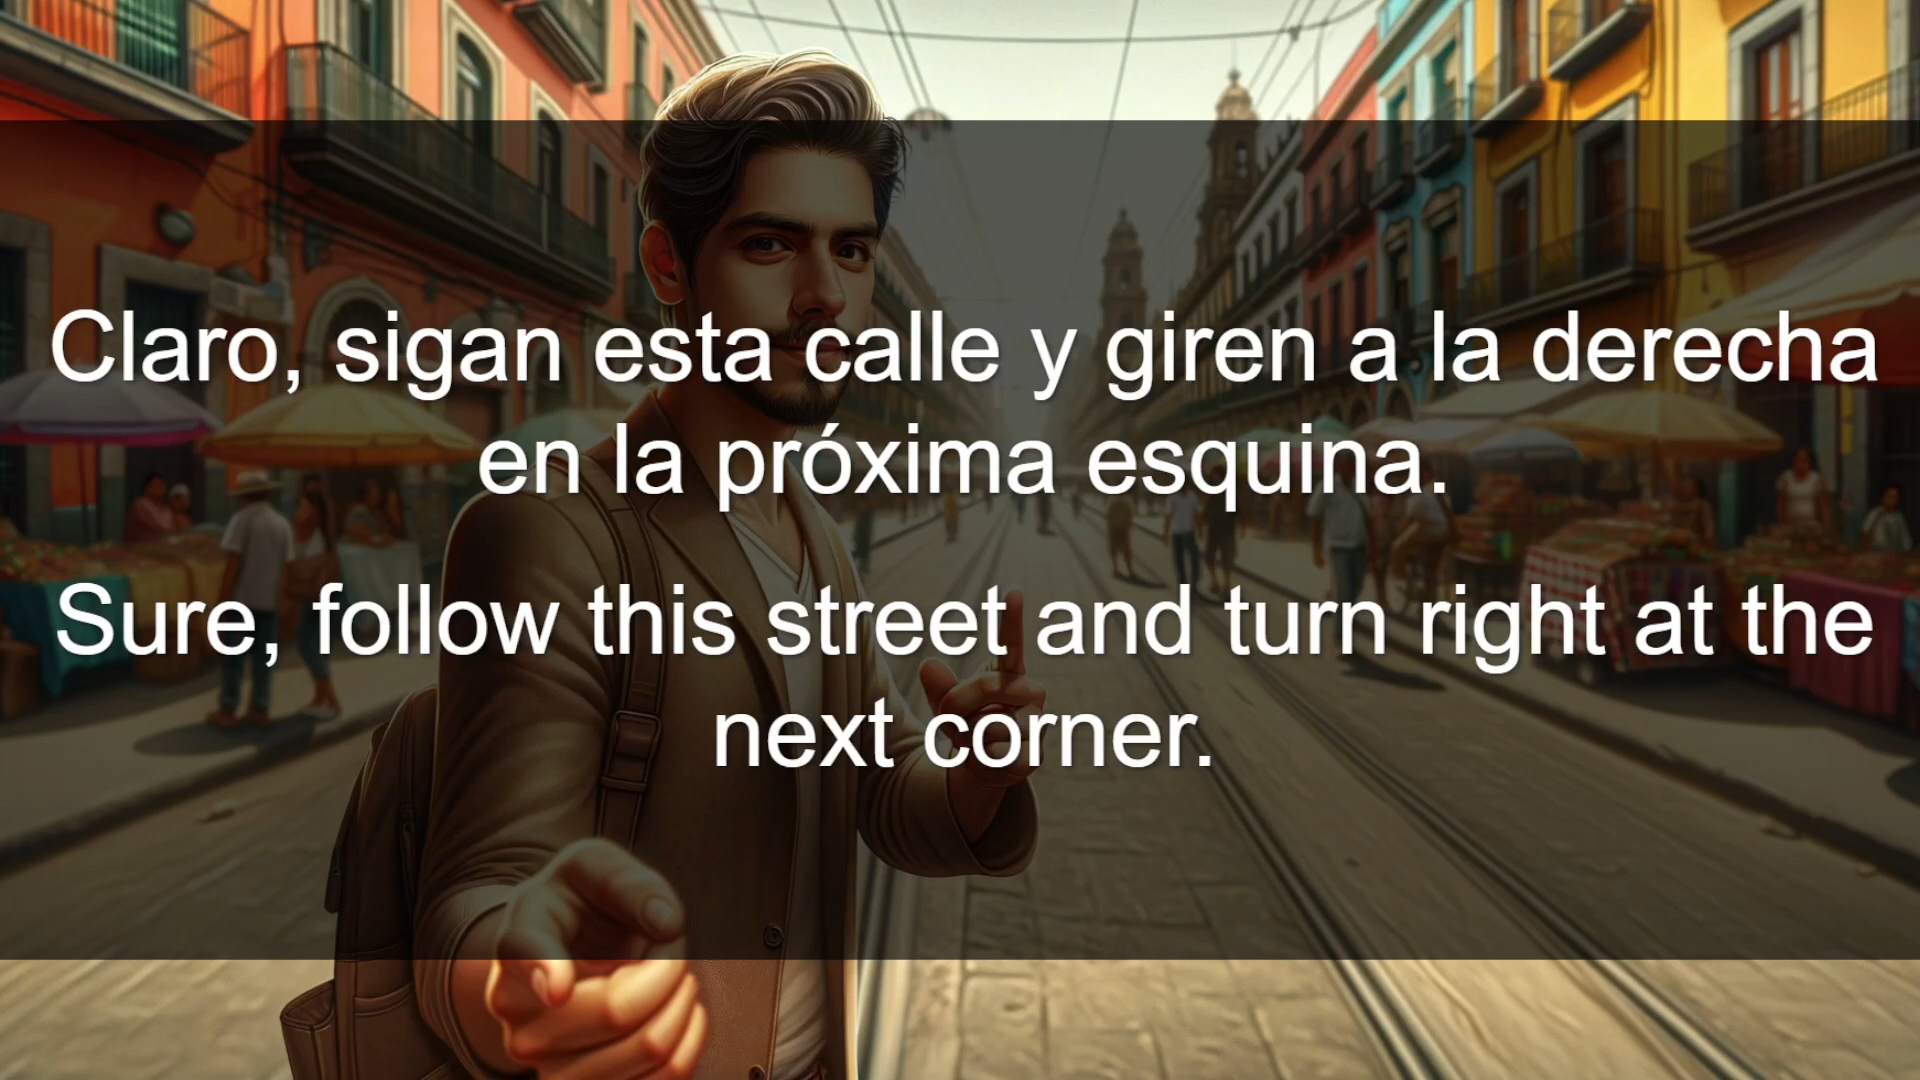 Claro, sigan esta calle y giren a la derecha
en la próxima esquina.
Sure, follow this street and turn right at the
next corner.